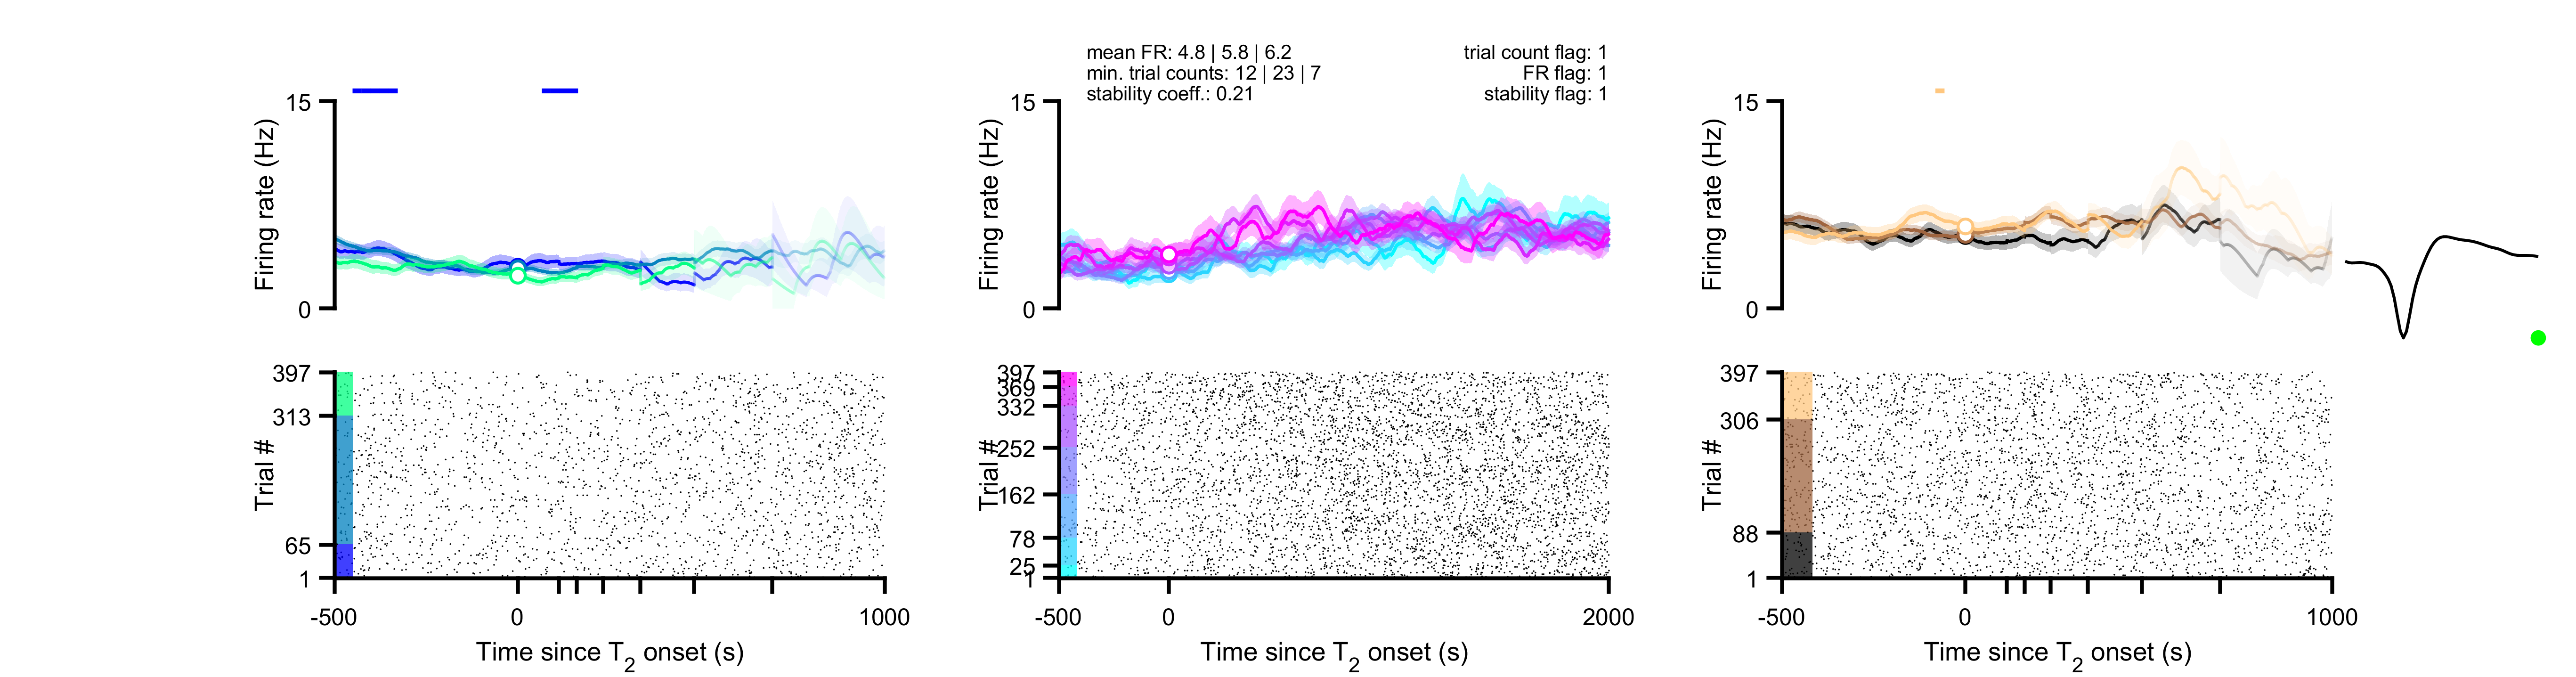 mean FR: 4.8 | 5.8 | 6.2
min. trial counts: 12 | 23 | 7
stability coeff.: 0.21
trial count flag: 1
FR flag: 1
stability flag: 1
15
Firing rate (Hz)
0
397
313
Trial #
65
1
-500
0
1000
Time since T2 onset (s)
15
Firing rate (Hz)
0
397
369
332
252
Trial #
162
78
25
1
-500
0
2000
Time since T2 onset (s)
15
Firing rate (Hz)
0
397
306
Trial #
88
1
-500
0
1000
Time since T2 onset (s)